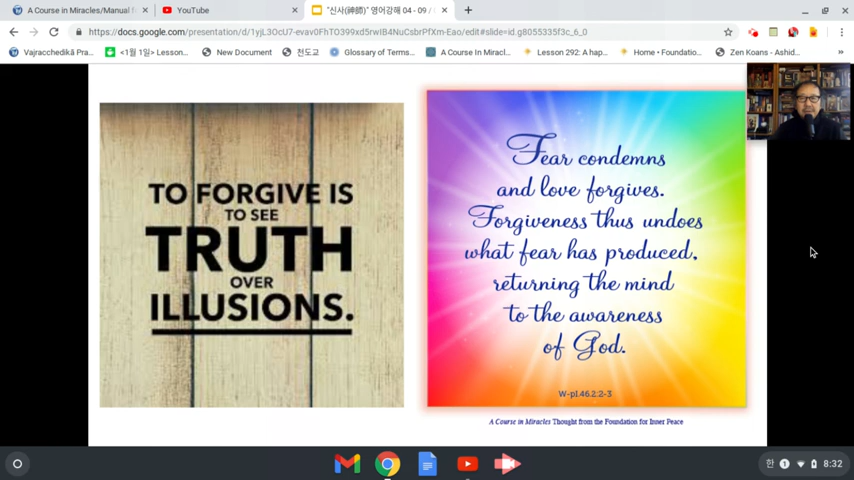 A Course in Miracles/Manual f
YouTube
"신사(神師)" 영어강해 04 - 09 /
https://docs.google.com/presentation/d/1yjL3OcU7-evav0FhTO399xd5rwIB4NuCsbrPfXm-Eao/edit#slide=id.g8055335f3c_6_0
Vajracchedikā Pra...
<1월 1일> Lesson...
New Document
천도교
Glossary of Terms...
A Course In Miracl...
Lesson 292: A hap...
Home • Foundatio...
Zen Koans - Ashid...
TO FORGIVE IS
TO SEE
TRUTH
OVER
ILLUSIONS.
Fear condemns
and love forgives.
Forgiveness thus undoes
what fear has produced,
returning the mind
to the awareness
of God.
W-pI.46.2:2-3
A Course in Miracles Thought from the Foundation for Inner Peace
한
1
8:32